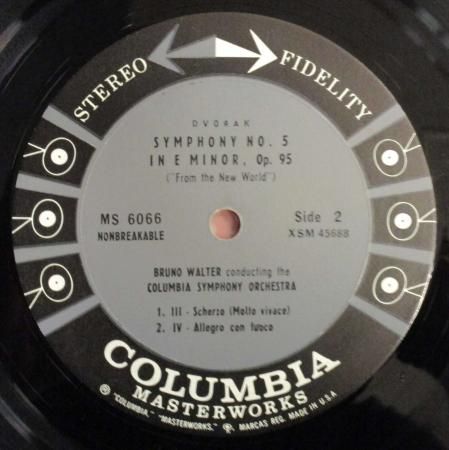 STEREO FIDELITY
DVORAK
SYMPHONY NO. 5
IN E MINOR, Op. 95
("From the New World")
MS 6066
NONBREAKABLE
Side 2
XSM 45688
BRUNO WALTER conducting the
COLUMBIA SYMPHONY ORCHESTRA
1. III - Scherzo (Molto vivace)
2. IV - Allegro con fuoco
COLUMBIA
MASTERWORKS
® "COLUMBIA," "MASTERWORKS," MARCAS REG. MADE IN U.S.A.